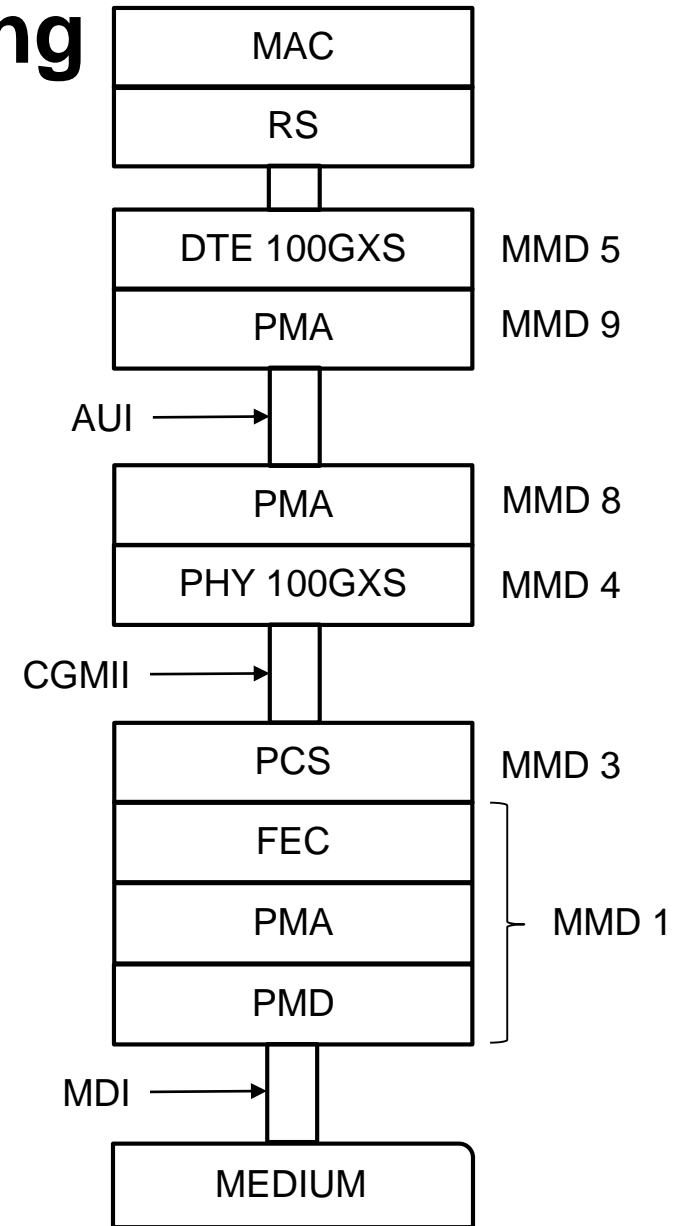 ng
MAC
RS
DTE 100GXS MMD 5
PMA MMD 9
AUI
PMA MMD 8
PHY 100GXS MMD 4
CGMII
PCS MMD 3
FEC
PMA MMD 1
PMD
MDI
MEDIUM